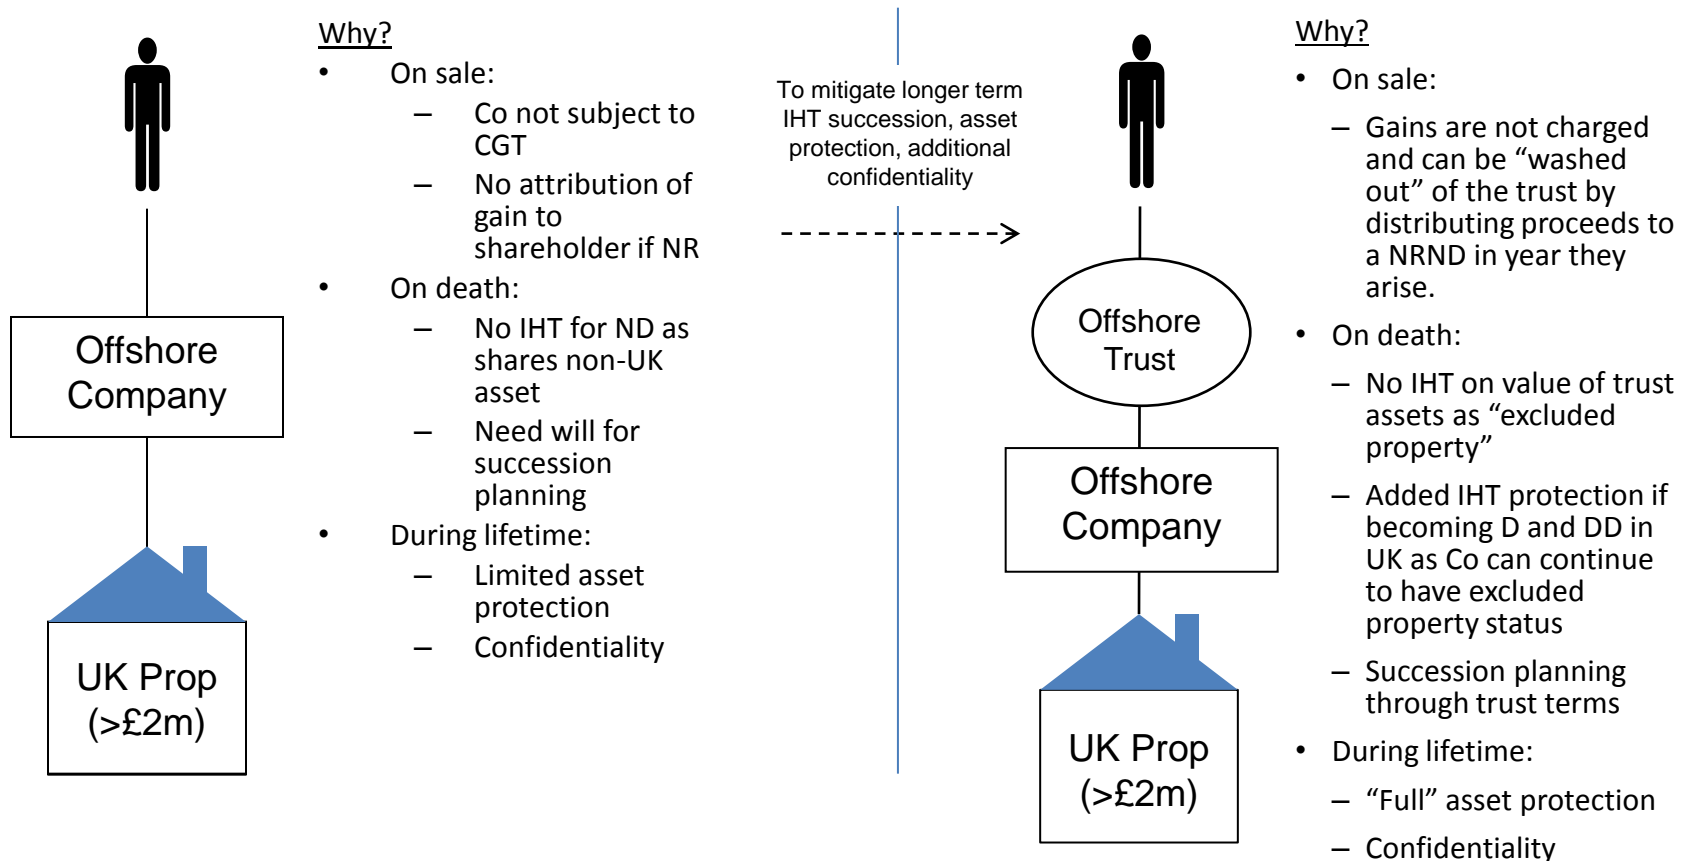 Why?
• On sale:
– Co not subject to
CGT
– No attribution of
gain to
shareholder if NR
• On death:
– No IHT for ND as
shares non-UK
asset
– Need will for
succession
planning
• During lifetime:
– Limited asset
protection
– Confidentiality
Offshore
Company
UK Prop
(>£2m)
To mitigate longer term
IHT succession, asset
protection, additional
confidentiality
Offshore
Trust
Offshore
Company
UK Prop
(>£2m)
Why?
• On sale:
– Gains are not charged
and can be “washed
out” of the trust by
distributing proceeds to
a NRND in year they
arise.
• On death:
– No IHT on value of trust
assets as “excluded
property”
– Added IHT protection if
becoming D and DD in
UK as Co can continue
to have excluded
property status
– Succession planning
through trust terms
• During lifetime:
– “Full” asset protection
– Confidentiality